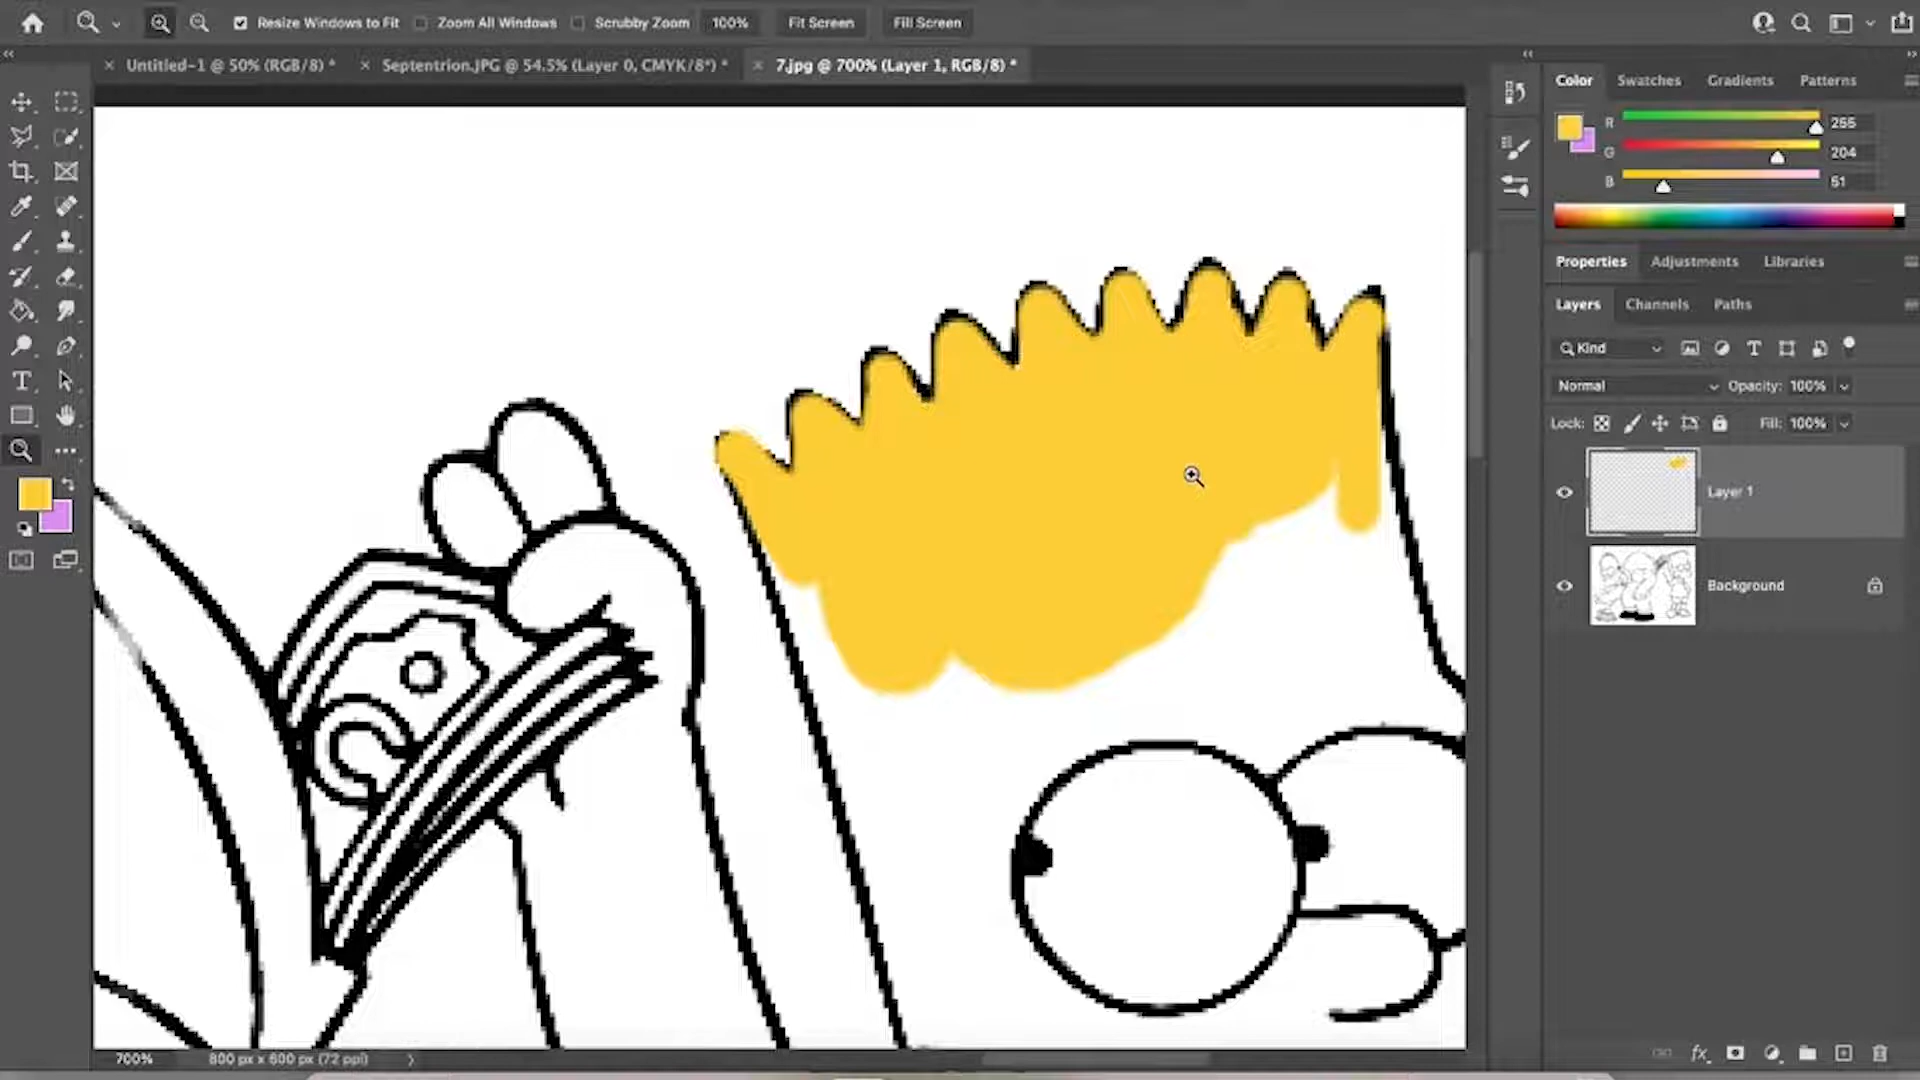 Resize Windows to Fit Zoom All Windows Scrubby Zoom 100% Fit Screen Fill Screen
Untitled-1 @ 50% (RGB/8) * Septentrion.JPG @ 54.5% (Layer 0, CMYK/8*) * 7.jpg @ 700% (Layer 1, RGB/8) *
Color Swatches Gradients Patterns
R 255
G 204
B 51
Properties Adjustments Libraries
Layers Channels Paths
Kind
Normal Opacity: 100%
Lock: Fill: 100%
Layer 1
Background
700% 800 px x 600 px (72 ppi)